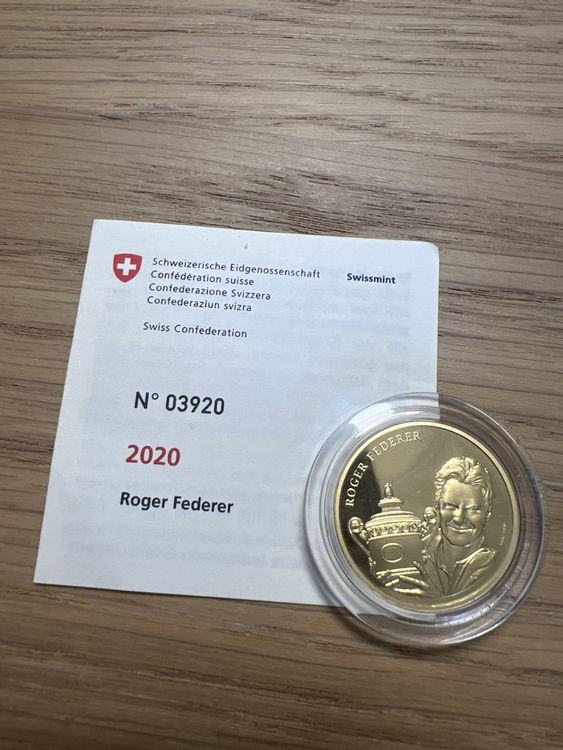 Schweizerische Eidgenossenschaft
Confédération suisse
Confederazione Svizzera
Confederaziun svizra
Swiss Confederation
Swissmint
N° 03920
2020
Roger Federer
ROGER FEDERER